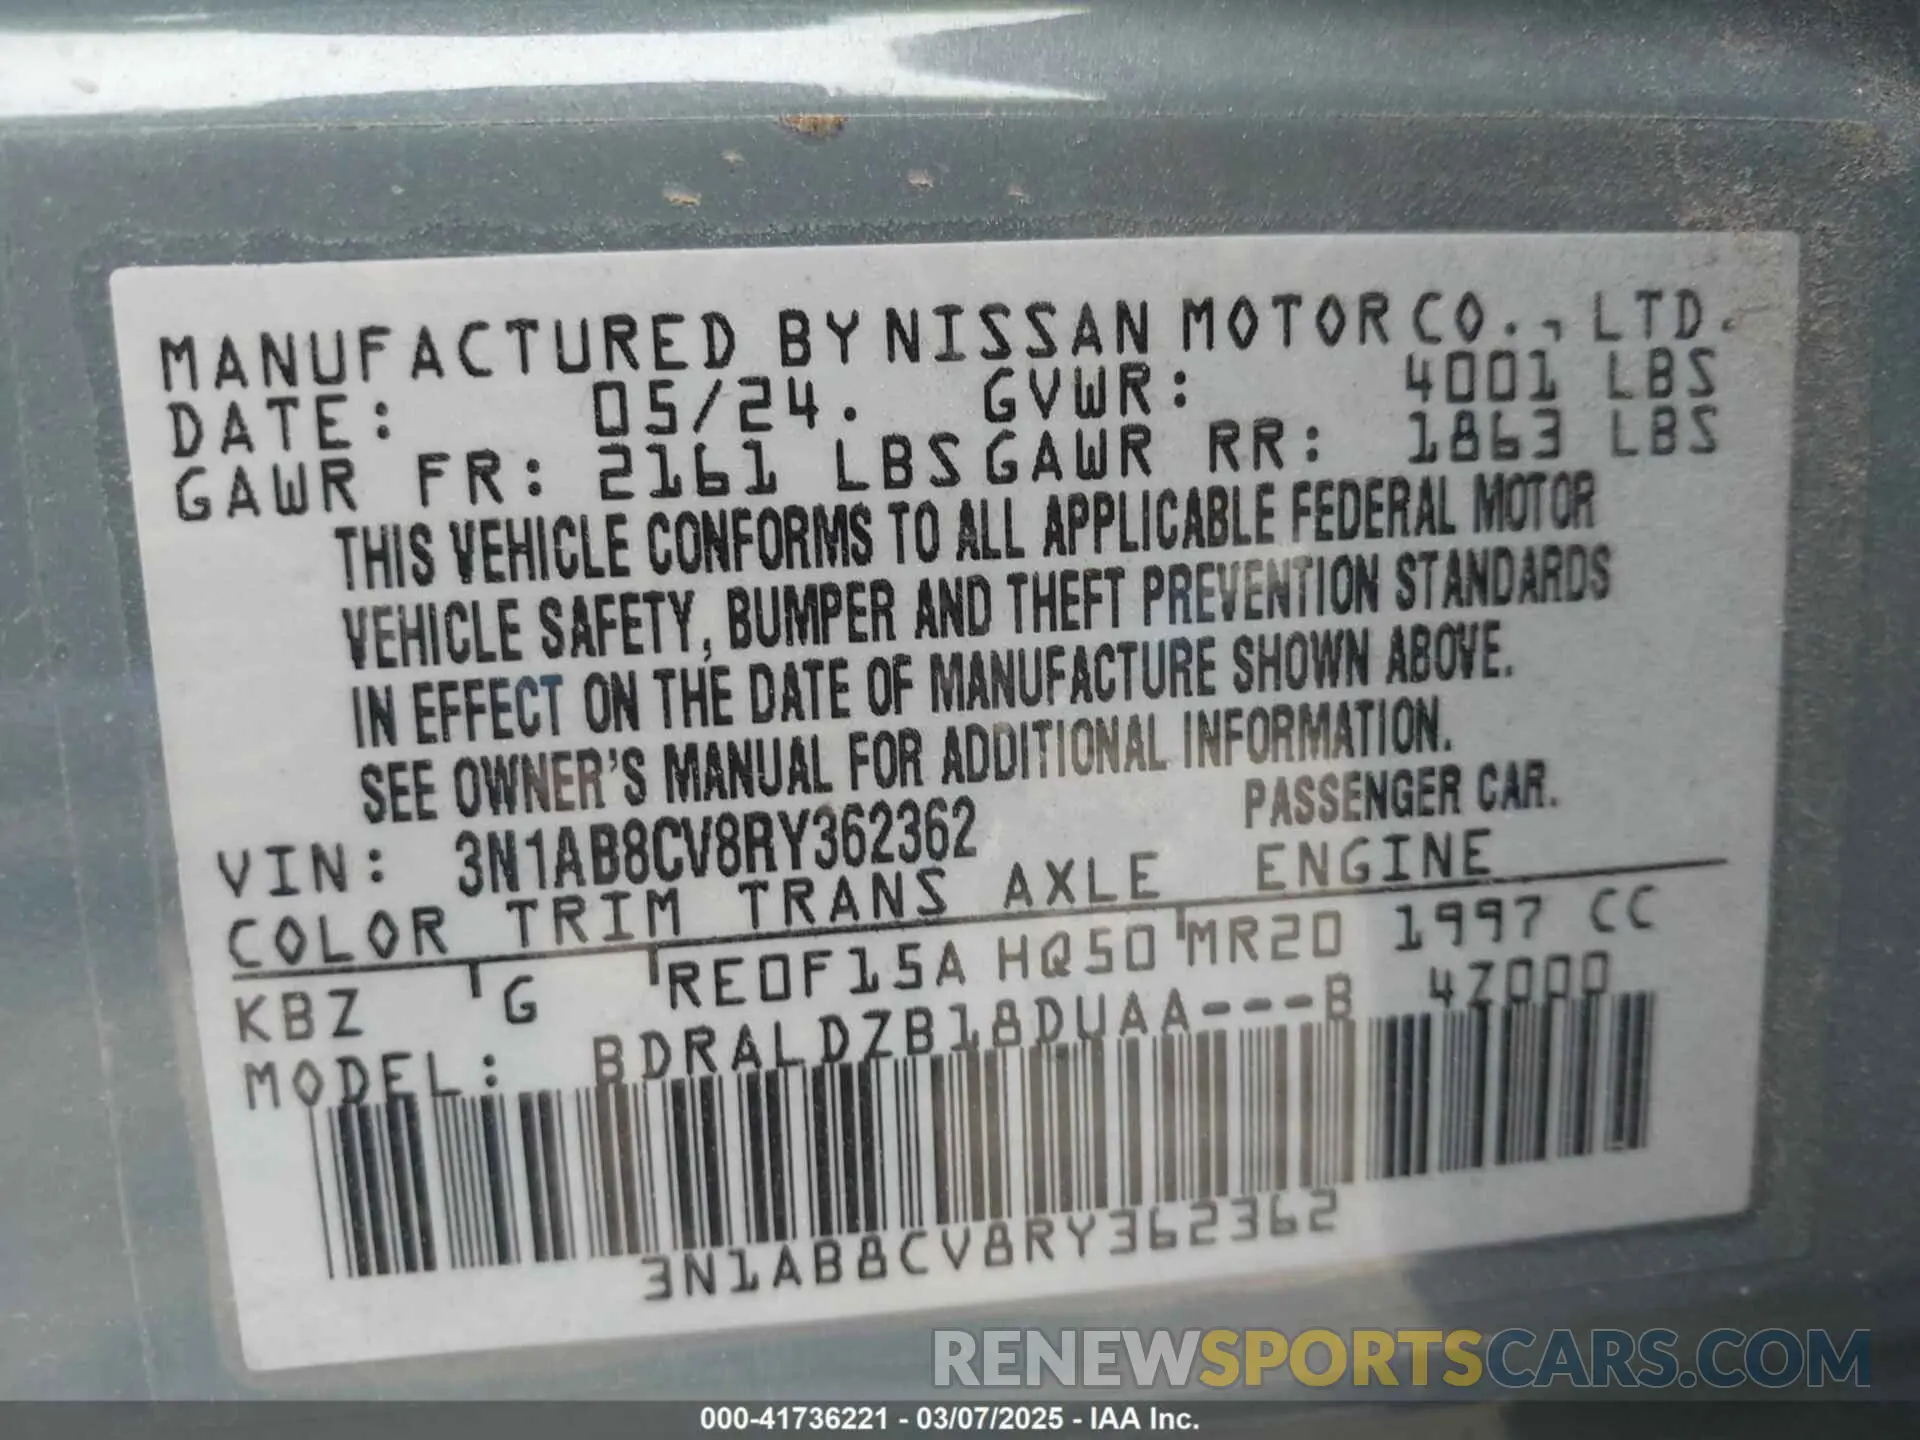 MANUFACTURED BY NISSAN MOTOR CO., LTD.
DATE: 05/24. GVWR: 4001 LBS
GAWR FR: 2161 LBS GAWR RR: 1863 LBS
THIS VEHICLE CONFORMS TO ALL APPLICABLE FEDERAL MOTOR
VEHICLE SAFETY, BUMPER AND THEFT PREVENTION STANDARDS
IN EFFECT ON THE DATE OF MANUFACTURE SHOWN ABOVE.
SEE OWNER'S MANUAL FOR ADDITIONAL INFORMATION.
VIN: 3N1AB8CV8RY362362 PASSENGER CAR.
COLOR TRIM TRANS AXLE ENGINE
KBZ G RE0F15A HQ50 MR20 1997 CC
MODEL: BDRALDZB18DUAA---B 4Z000
3N1AB8CV8RY362362
RENEWSPORTSCARS.COM
000-41736221 - 03/07/2025 - IAA Inc.